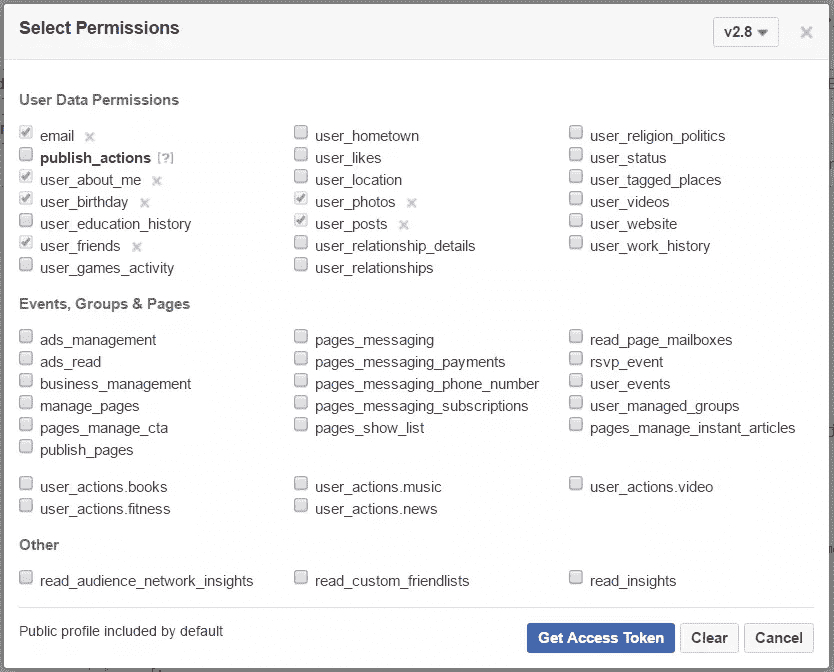 Select Permissions
v2.8
User Data Permissions
email
publish_actions [?]
user_about_me
user_birthday
user_education_history
user_friends
user_games_activity
user_hometown
user_likes
user_location
user_photos
user_posts
user_relationship_details
user_relationships
user_religion_politics
user_status
user_tagged_places
user_videos
user_website
user_work_history
Events, Groups & Pages
ads_management
ads_read
business_management
manage_pages
pages_manage_cta
publish_pages
pages_messaging
pages_messaging_payments
pages_messaging_phone_number
pages_messaging_subscriptions
pages_show_list
read_page_mailboxes
rsvp_event
user_events
user_managed_groups
pages_manage_instant_articles
user_actions.books
user_actions.fitness
user_actions.music
user_actions.news
user_actions.video
Other
read_audience_network_insights
read_custom_friendlists
read_insights
Public profile included by default
Get Access Token
Clear
Cancel